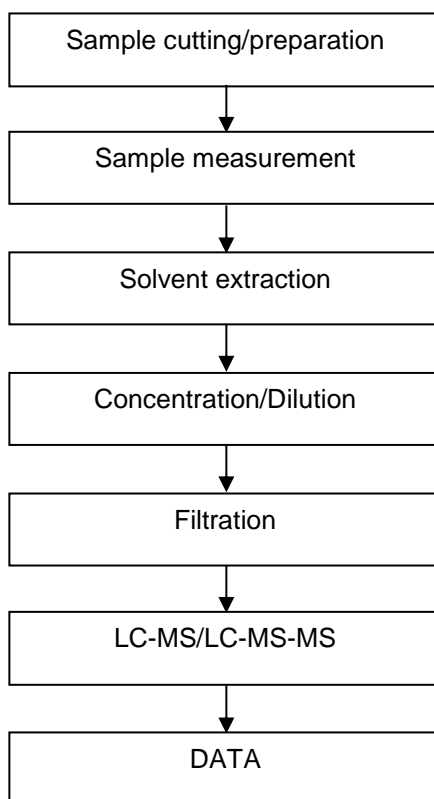 Sample cutting/preparation
Sample measurement
Solvent extraction
Concentration/Dilution
Filtration
LC-MS/LC-MS-MS
DATA